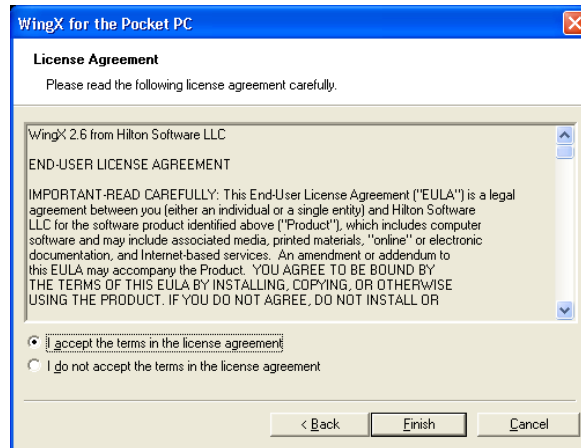 WingX for the Pocket PC
License Agreement
Please read the following license agreement carefully.
WingX 2.6 from Hilton Software LLC
END-USER LICENSE AGREEMENT
IMPORTANT-READ CAREFULLY: This End-User License Agreement ("EULA") is a legal
agreement between you (either an individual or a single entity) and Hilton Software
LLC for the software product identified above ("Product"), which includes computer
software and may include associated media, printed materials, "online" or electronic
documentation, and Internet-based services. An amendment or addendum to
this EULA may accompany the Product. YOU AGREE TO BE BOUND BY
THE TERMS OF THIS EULA BY INSTALLING, COPYING, OR OTHERWISE
USING THE PRODUCT. IF YOU DO NOT AGREE, DO NOT INSTALL OR
I accept the terms in the license agreement
I do not accept the terms in the license agreement
< Back Finish Cancel